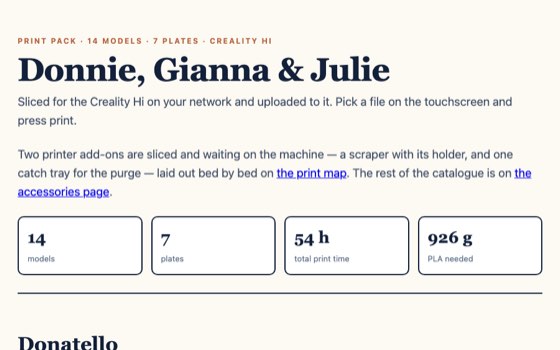 PRINT PACK · 14 MODELS · 7 PLATES · CREALITY HI
Donnie, Gianna & Julie
Sliced for the Creality Hi on your network and uploaded to it. Pick a file on the touchscreen and
press print.
Two printer add-ons are sliced and waiting on the machine — a scraper with its holder, and one
catch tray for the purge — laid out bed by bed on the print map. The rest of the catalogue is on the
accessories page.
14
models
7
plates
54 h
total print time
926 g
PLA needed
Donatello